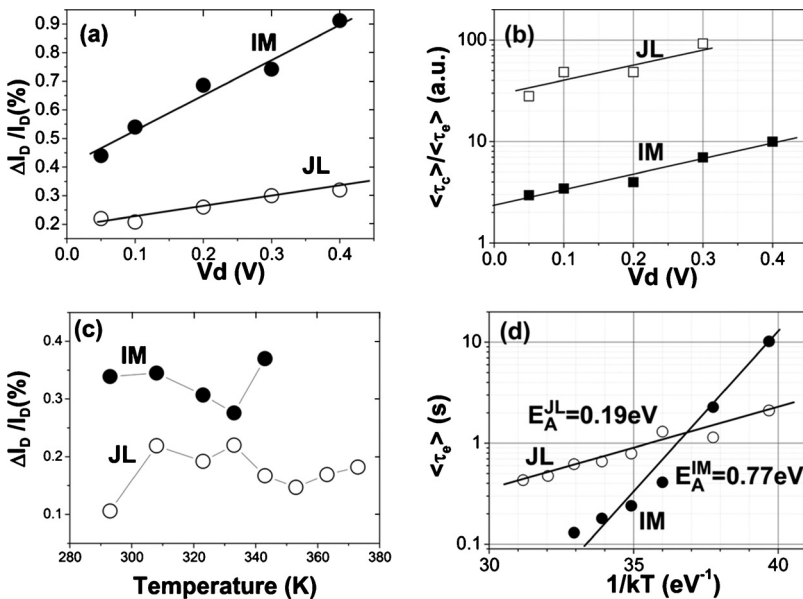 (a)
IM
JL
ΔI_D /I_D(%)
0.9
0.8
0.7
0.6
0.5
0.4
0.3
0.2
0.0 0.1 0.2 0.3 0.4
Vd (V)
(b)
JL
IM
<τ_c>/<τ_e> (a.u.)
100
10
1
0.0 0.1 0.2 0.3 0.4
Vd (V)
(c)
IM
JL
ΔI_D/I_D(%)
0.4
0.3
0.2
0.1
280 300 320 340 360 380
Temperature (K)
(d)
E_A^JL=0.19eV
JL
E_A^IM=0.77eV
IM
<τ_e> (s)
10
1
0.1
30 35 40
1/kT (eV⁻¹)